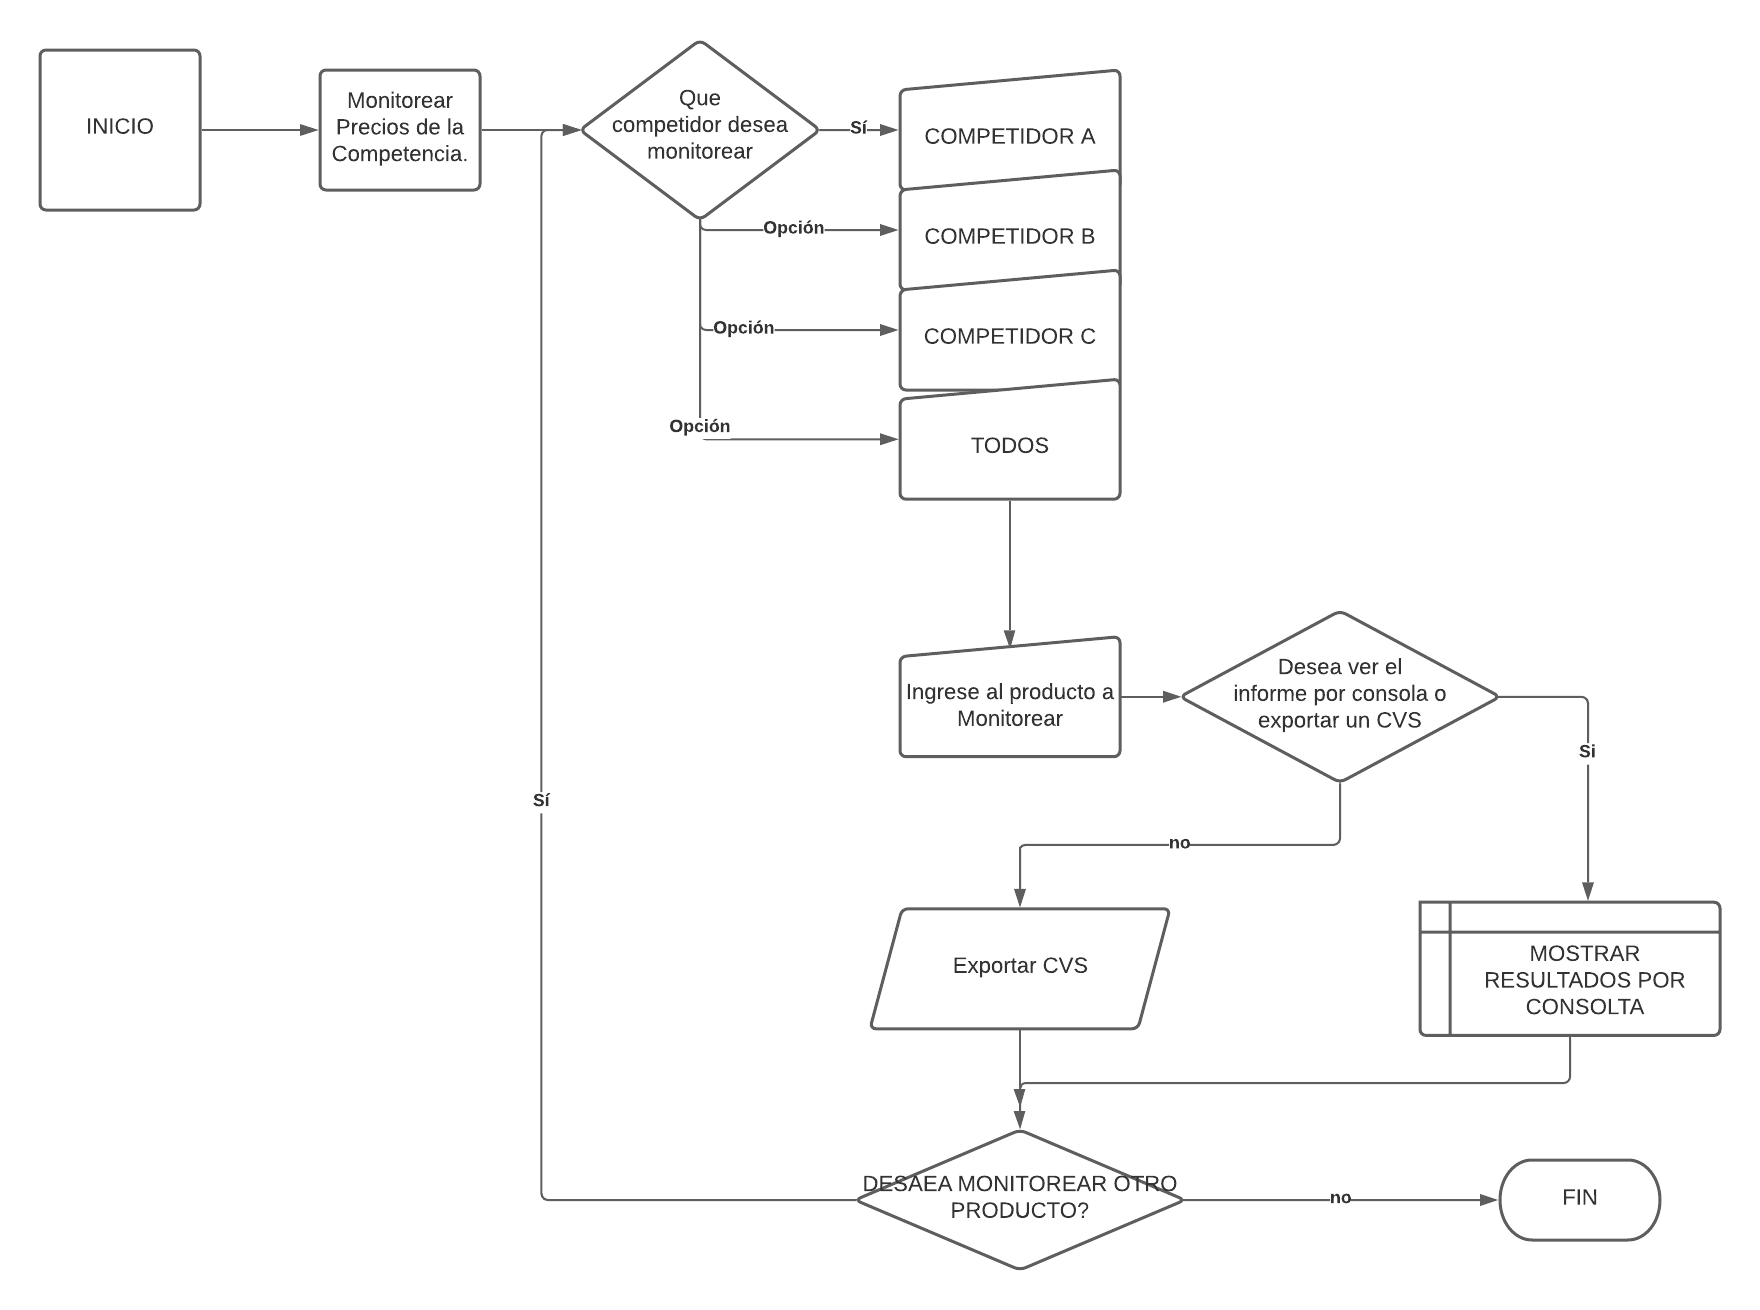 INICIO
Monitorear
Precios de la
Competencia.
Que
competidor desea
monitorear
Sí
COMPETIDOR A
Opción
COMPETIDOR B
Opción
COMPETIDOR C
Opción
TODOS
Ingrese al producto a
Monitorear
Desea ver el
informe por consola o
exportar un CVS
Si
no
Sí
Exportar CVS
MOSTRAR
RESULTADOS POR
CONSOLTA
DESAEA MONITOREAR OTRO
PRODUCTO?
no
FIN